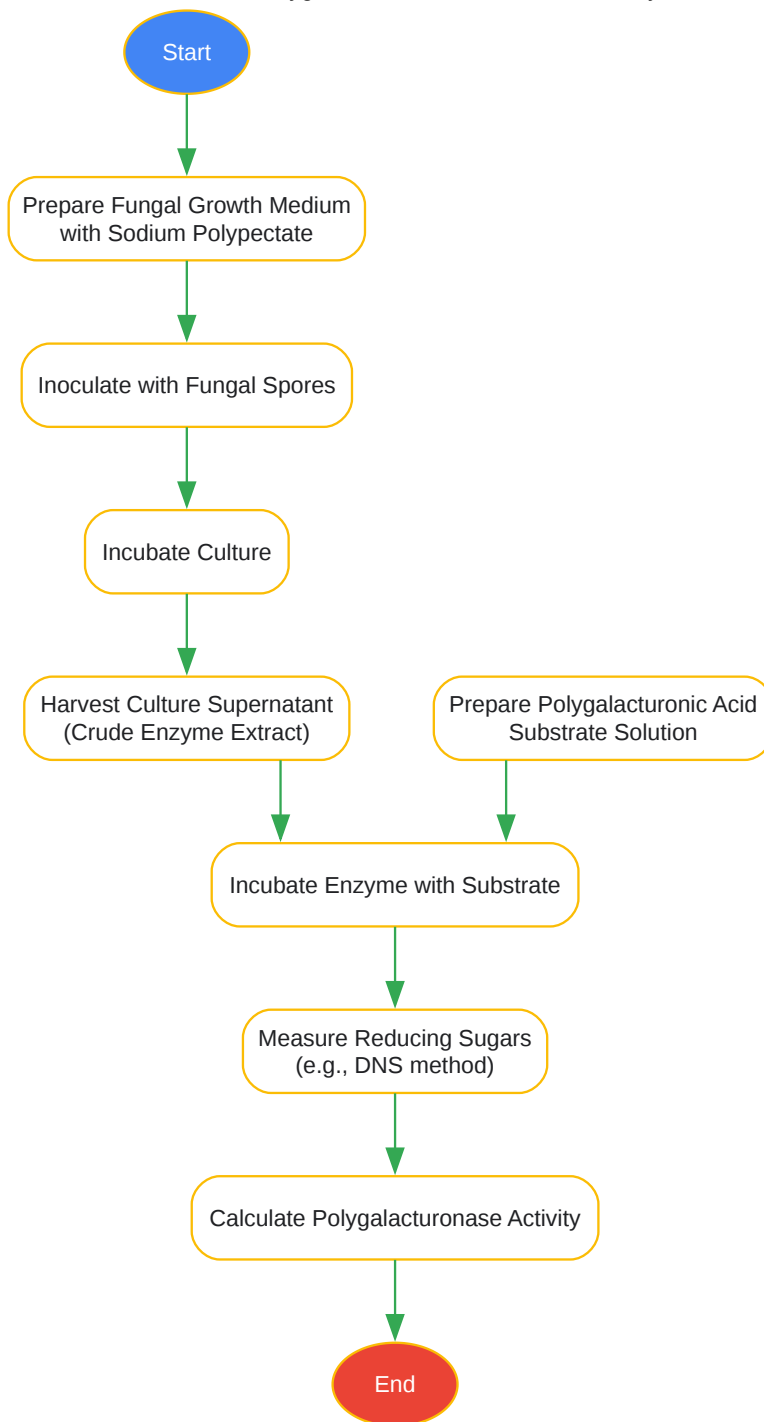 Start
Prepare Fungal Growth Medium
with Sodium Polypectate
Inoculate with Fungal Spores
Incubate Culture
Harvest Culture Supernatant
(Crude Enzyme Extract)
Prepare Polygalacturonic Acid
Substrate Solution
Incubate Enzyme with Substrate
Measure Reducing Sugars
(e.g., DNS method)
Calculate Polygalacturonase Activity
End